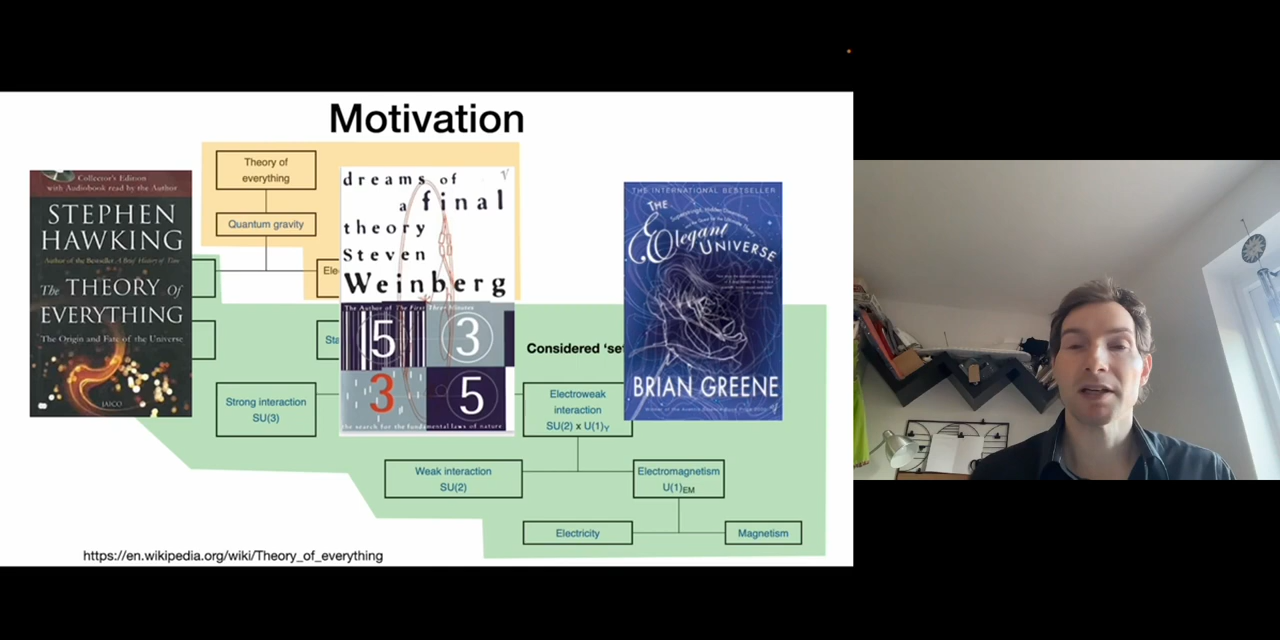 Motivation
Theory of
everything
Quantum gravity
Collector's Edition
with Audiobook read by the Author
STEPHEN
HAWKING
Author of the Bestseller A Brief History of Time
The THEORY OF
EVERYTHING
The Origin and Fate of the Universe
JAICO
dreams of
a final
theory
Steven
Weinberg
The Author of The First Three Minutes
5
3
3
5
the search for the fundamental laws of nature
THE INTERNATIONAL BESTSELLER
THE
Elegant
UNIVERSE
BRIAN GREENE
Ele
Sta
Considered 'se
Strong interaction
SU(3)
Electroweak
interaction
SU(2) x U(1)Y
Weak interaction
SU(2)
Electromagnetism
U(1)EM
Electricity
Magnetism
https://en.wikipedia.org/wiki/Theory_of_everything